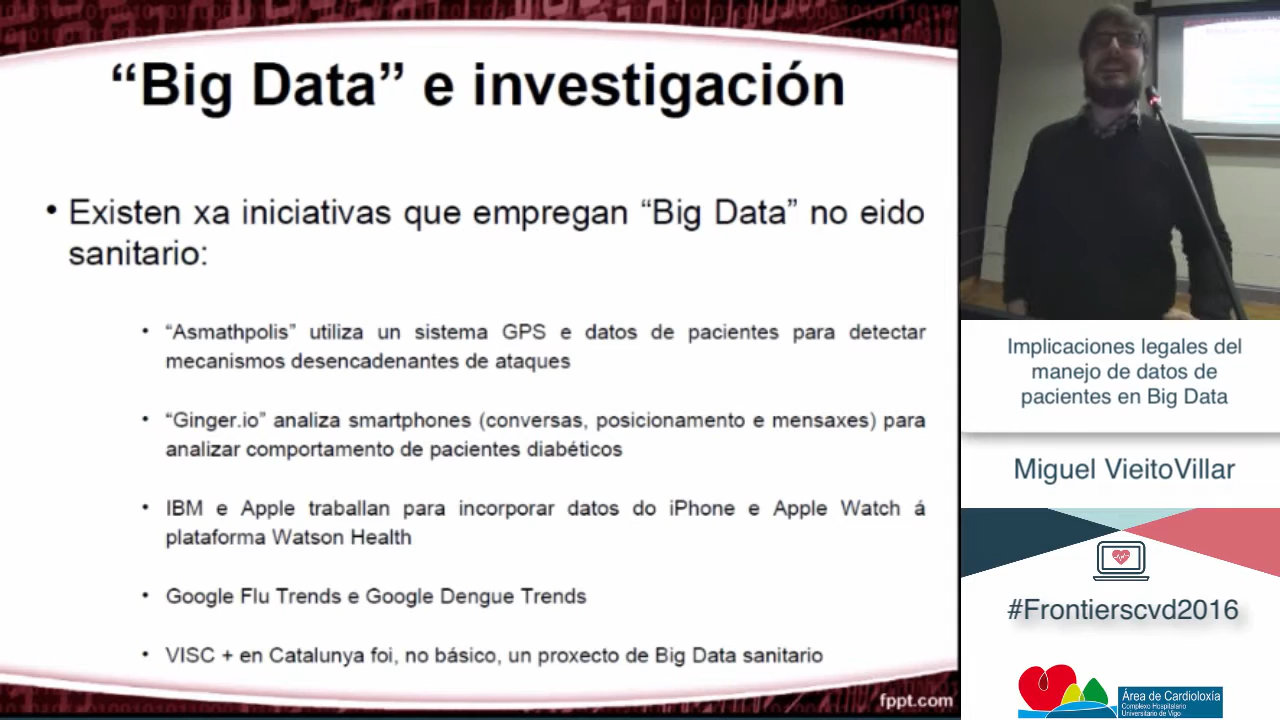 “Big Data” e investigación
• Existen xa iniciativas que empregan “Big Data” no eido
sanitario:
• “Asmathpolis” utiliza un sistema GPS e datos de pacientes para detectar
mecanismos desencadenantes de ataques
• “Ginger.io” analiza smartphones (conversas, posicionamento e mensaxes) para
analizar comportamento de pacientes diabéticos
• IBM e Apple traballan para incorporar datos do iPhone e Apple Watch á
plataforma Watson Health
• Google Flu Trends e Google Dengue Trends
• VISC + en Catalunya foi, no básico, un proxecto de Big Data sanitario
fppt.com
Implicaciones legales del
manejo de datos de
pacientes en Big Data
Miguel VieitoVillar
#Frontierscvd2016
Área de Cardioloxía
Complexo Hospitalario
Universitario de Vigo